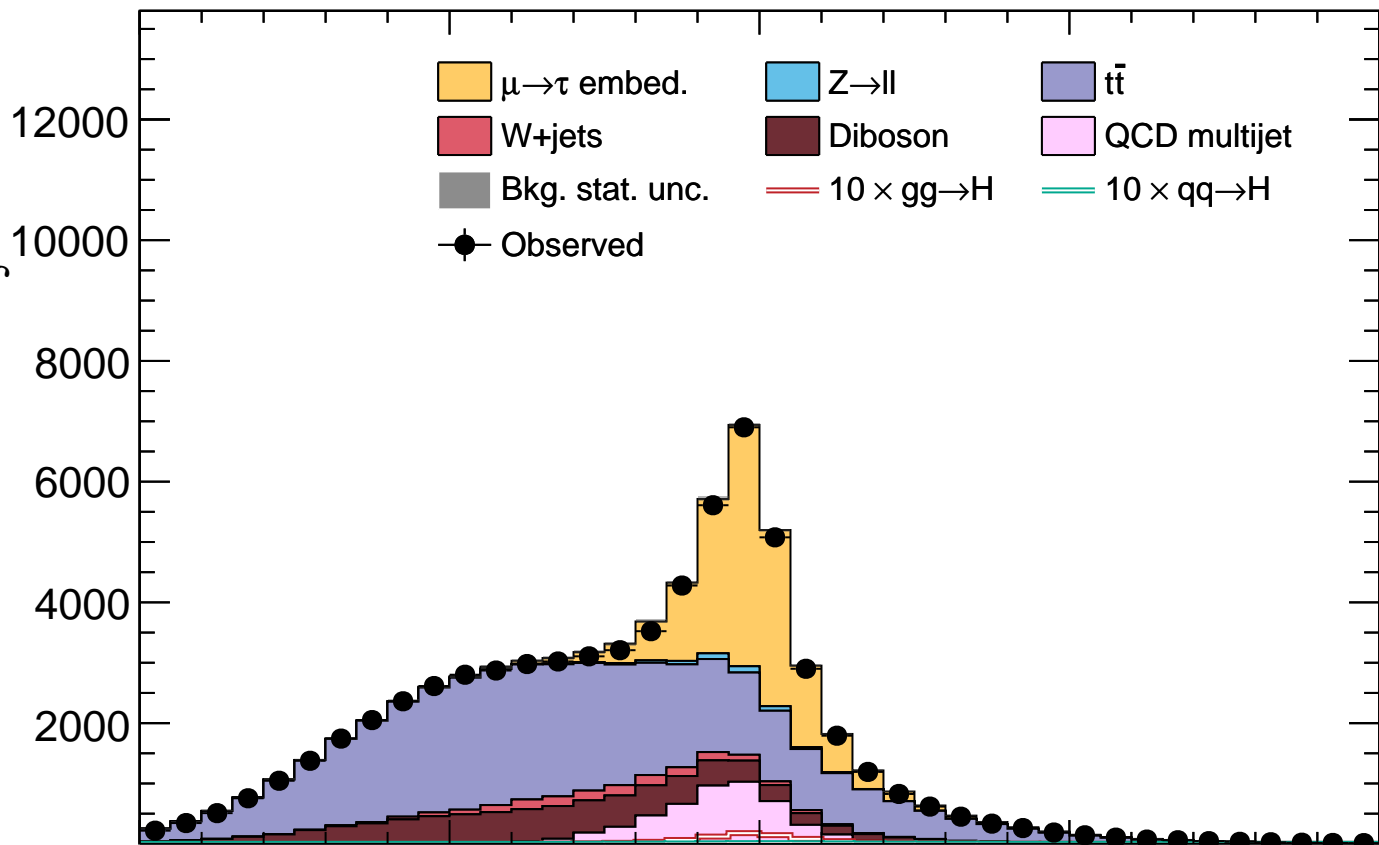 μ→τ embed. Z→ll tt̄
12000
W+jets Diboson QCD multijet
Bkg. stat. unc. 10 × gg→H 10 × qq→H
10000
Observed
8000
6000
4000
2000